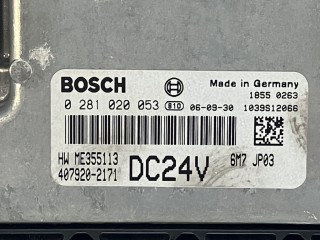 BOSCH Made in Germany
1855 0263
0 281 020 053 810 06-09-30 1039S12066
HW ME355113 DC24V 6M7 JP03
407920-2171